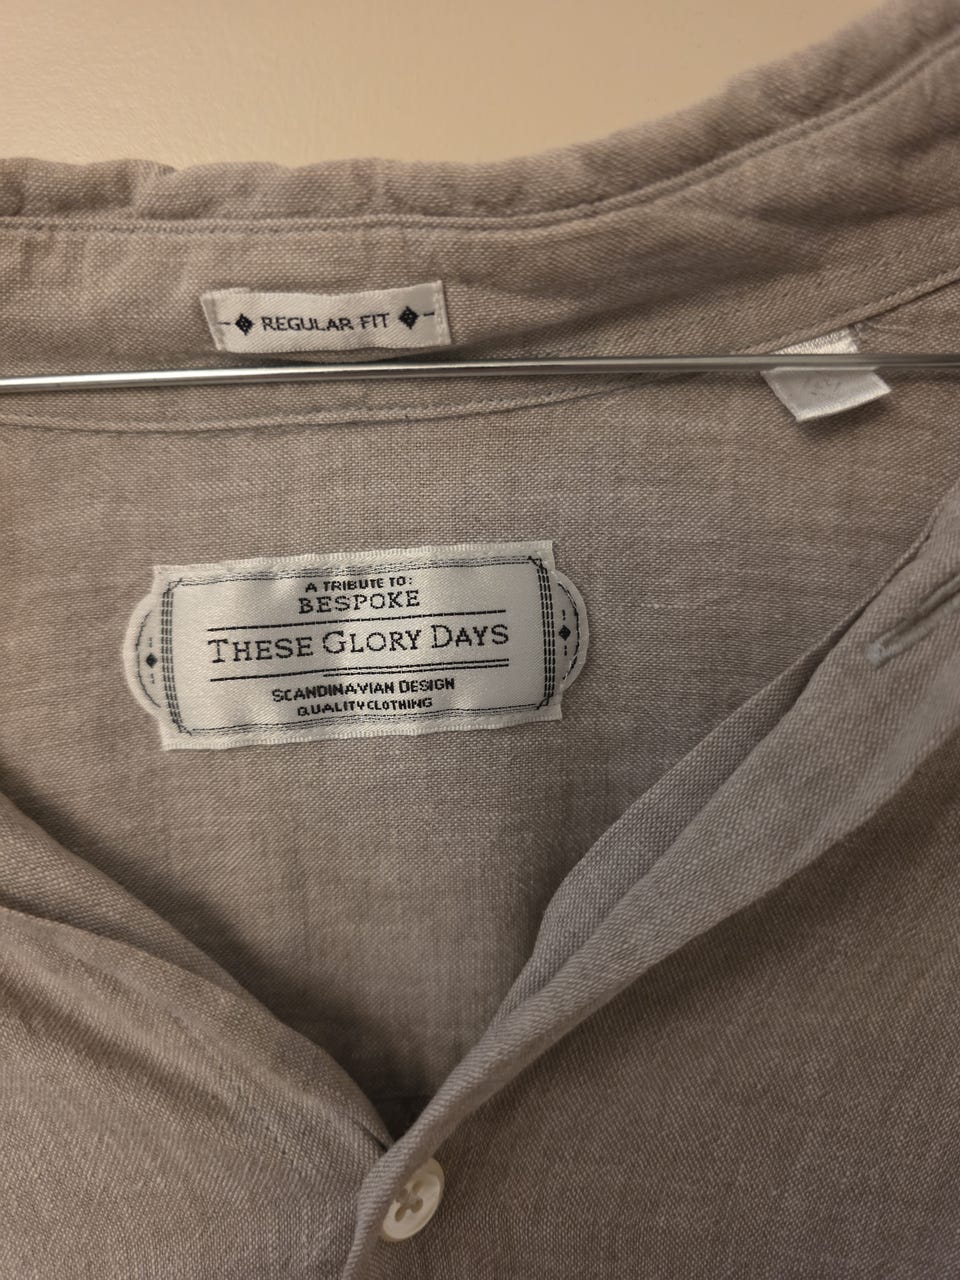 REGULAR FIT
A TRIBUTE TO:
BESPOKE
THESE GLORY DAYS
SCANDINAVIAN DESIGN
QUALITY CLOTHING